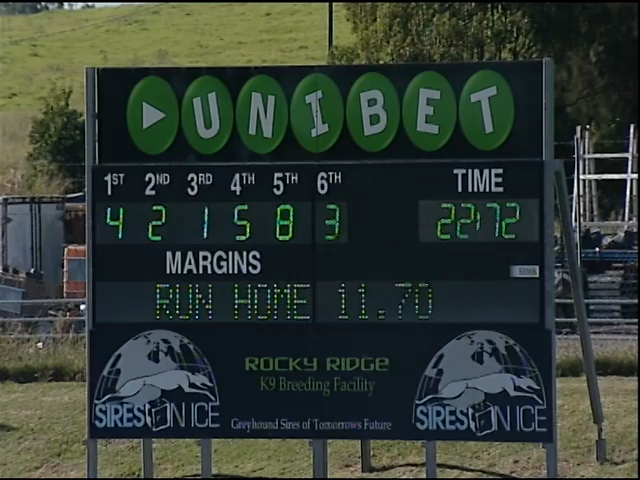 UNIBET
1ST 2ND 3RD 4TH 5TH 6TH TIME
4 2 1 5 8 3 22.72
MARGINS
RUN HOME 11.70
ROCKY RIDGE
K9 Breeding Facility
SIRES ON ICE
SIRES ON ICE
Greyhound Sires of Tomorrows Future